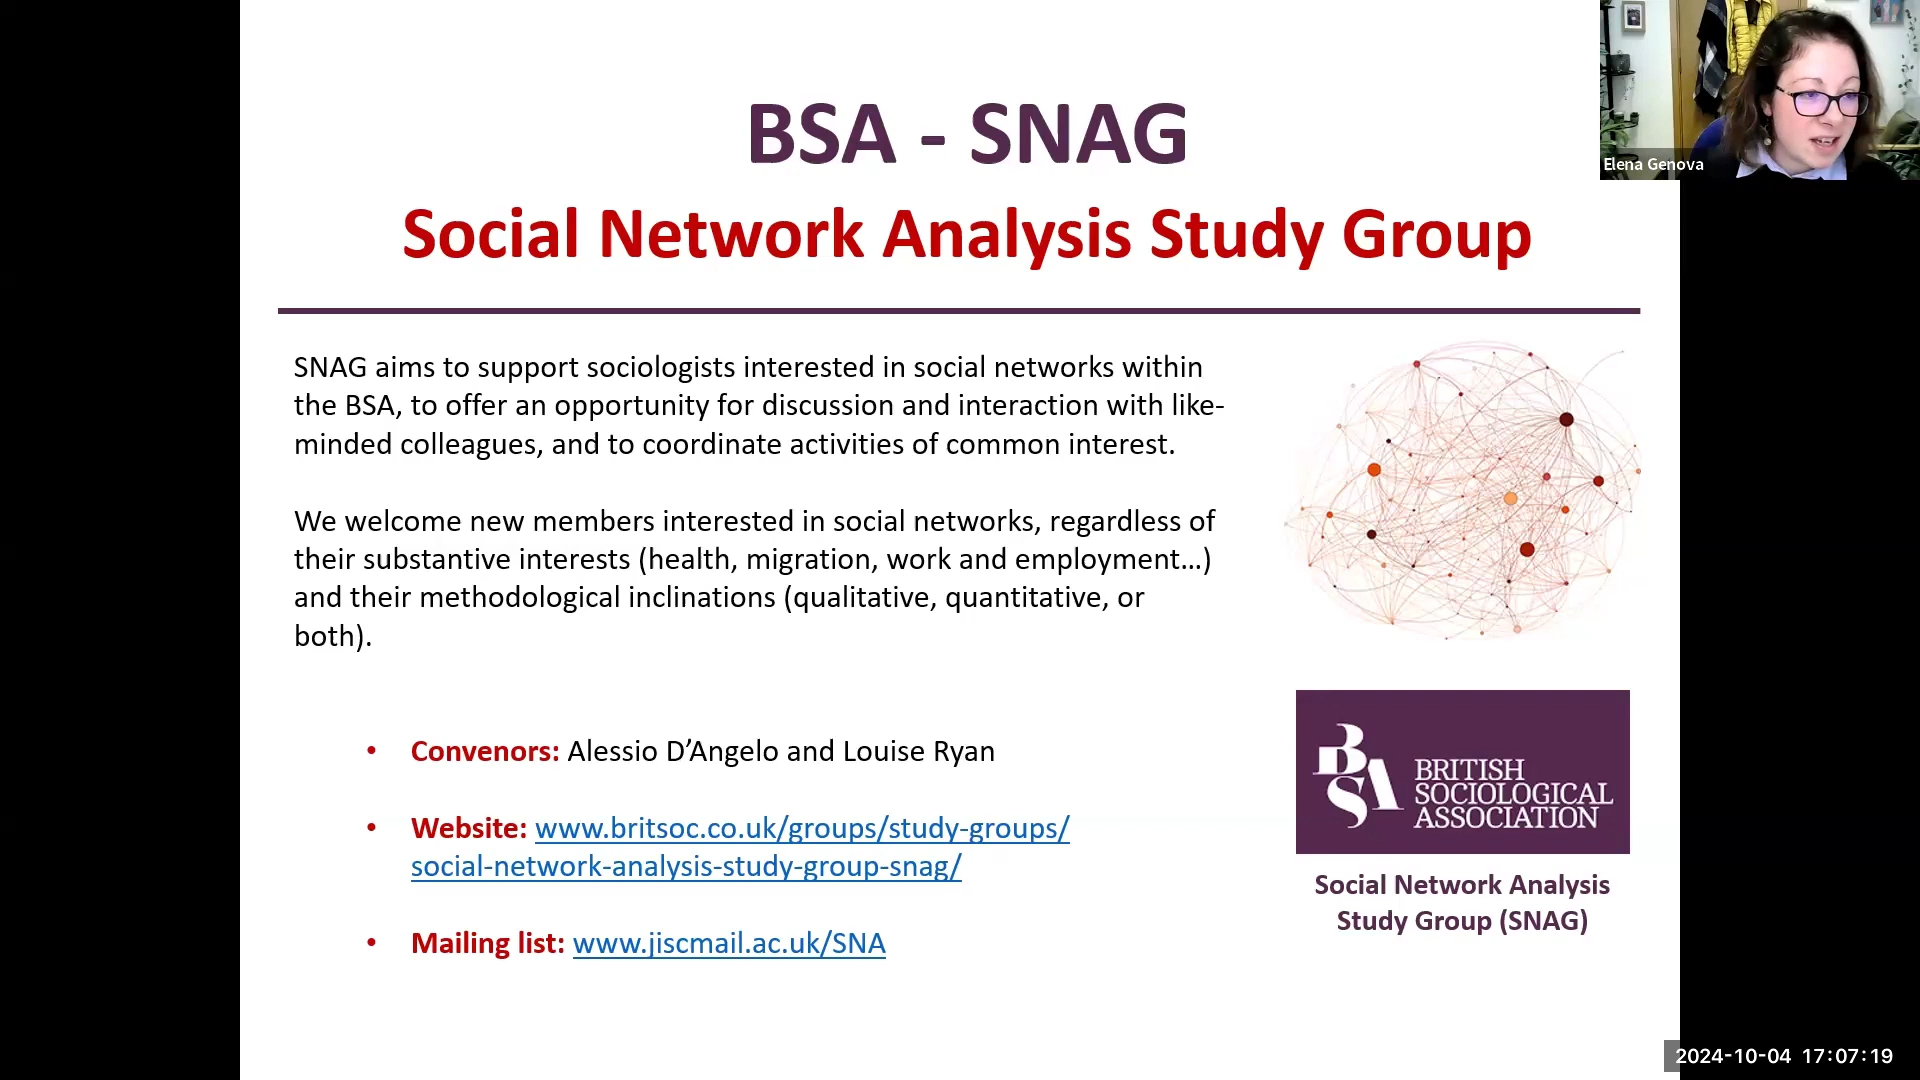 BSA - SNAG
Social Network Analysis Study Group
SNAG aims to support sociologists interested in social networks within
the BSA, to offer an opportunity for discussion and interaction with like-
minded colleagues, and to coordinate activities of common interest.
We welcome new members interested in social networks, regardless of
their substantive interests (health, migration, work and employment…)
and their methodological inclinations (qualitative, quantitative, or
both).
• Convenors: Alessio D’Angelo and Louise Ryan
• Website: www.britsoc.co.uk/groups/study-groups/
social-network-analysis-study-group-snag/
• Mailing list: www.jiscmail.ac.uk/SNA
BSA
BRITISH
SOCIOLOGICAL
ASSOCIATION
Social Network Analysis
Study Group (SNAG)
Elena Genova
2024-10-04 17:07:19